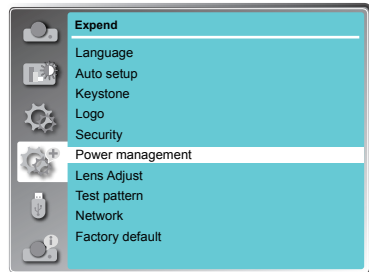 Expend
Language
Auto setup
Keystone
Logo
Security
Power management
Lens Adjust
Test pattern
Network
Factory default